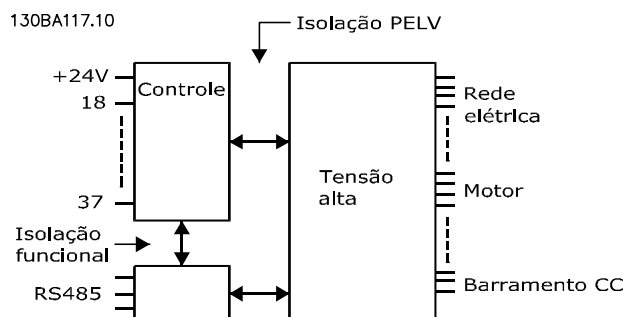 130BA117.10
Isolação PELV
+24V
Controle
18
37
Tensão
alta
Rede
elétrica
Motor
Isolação
funcional
RS485
Barramento CC